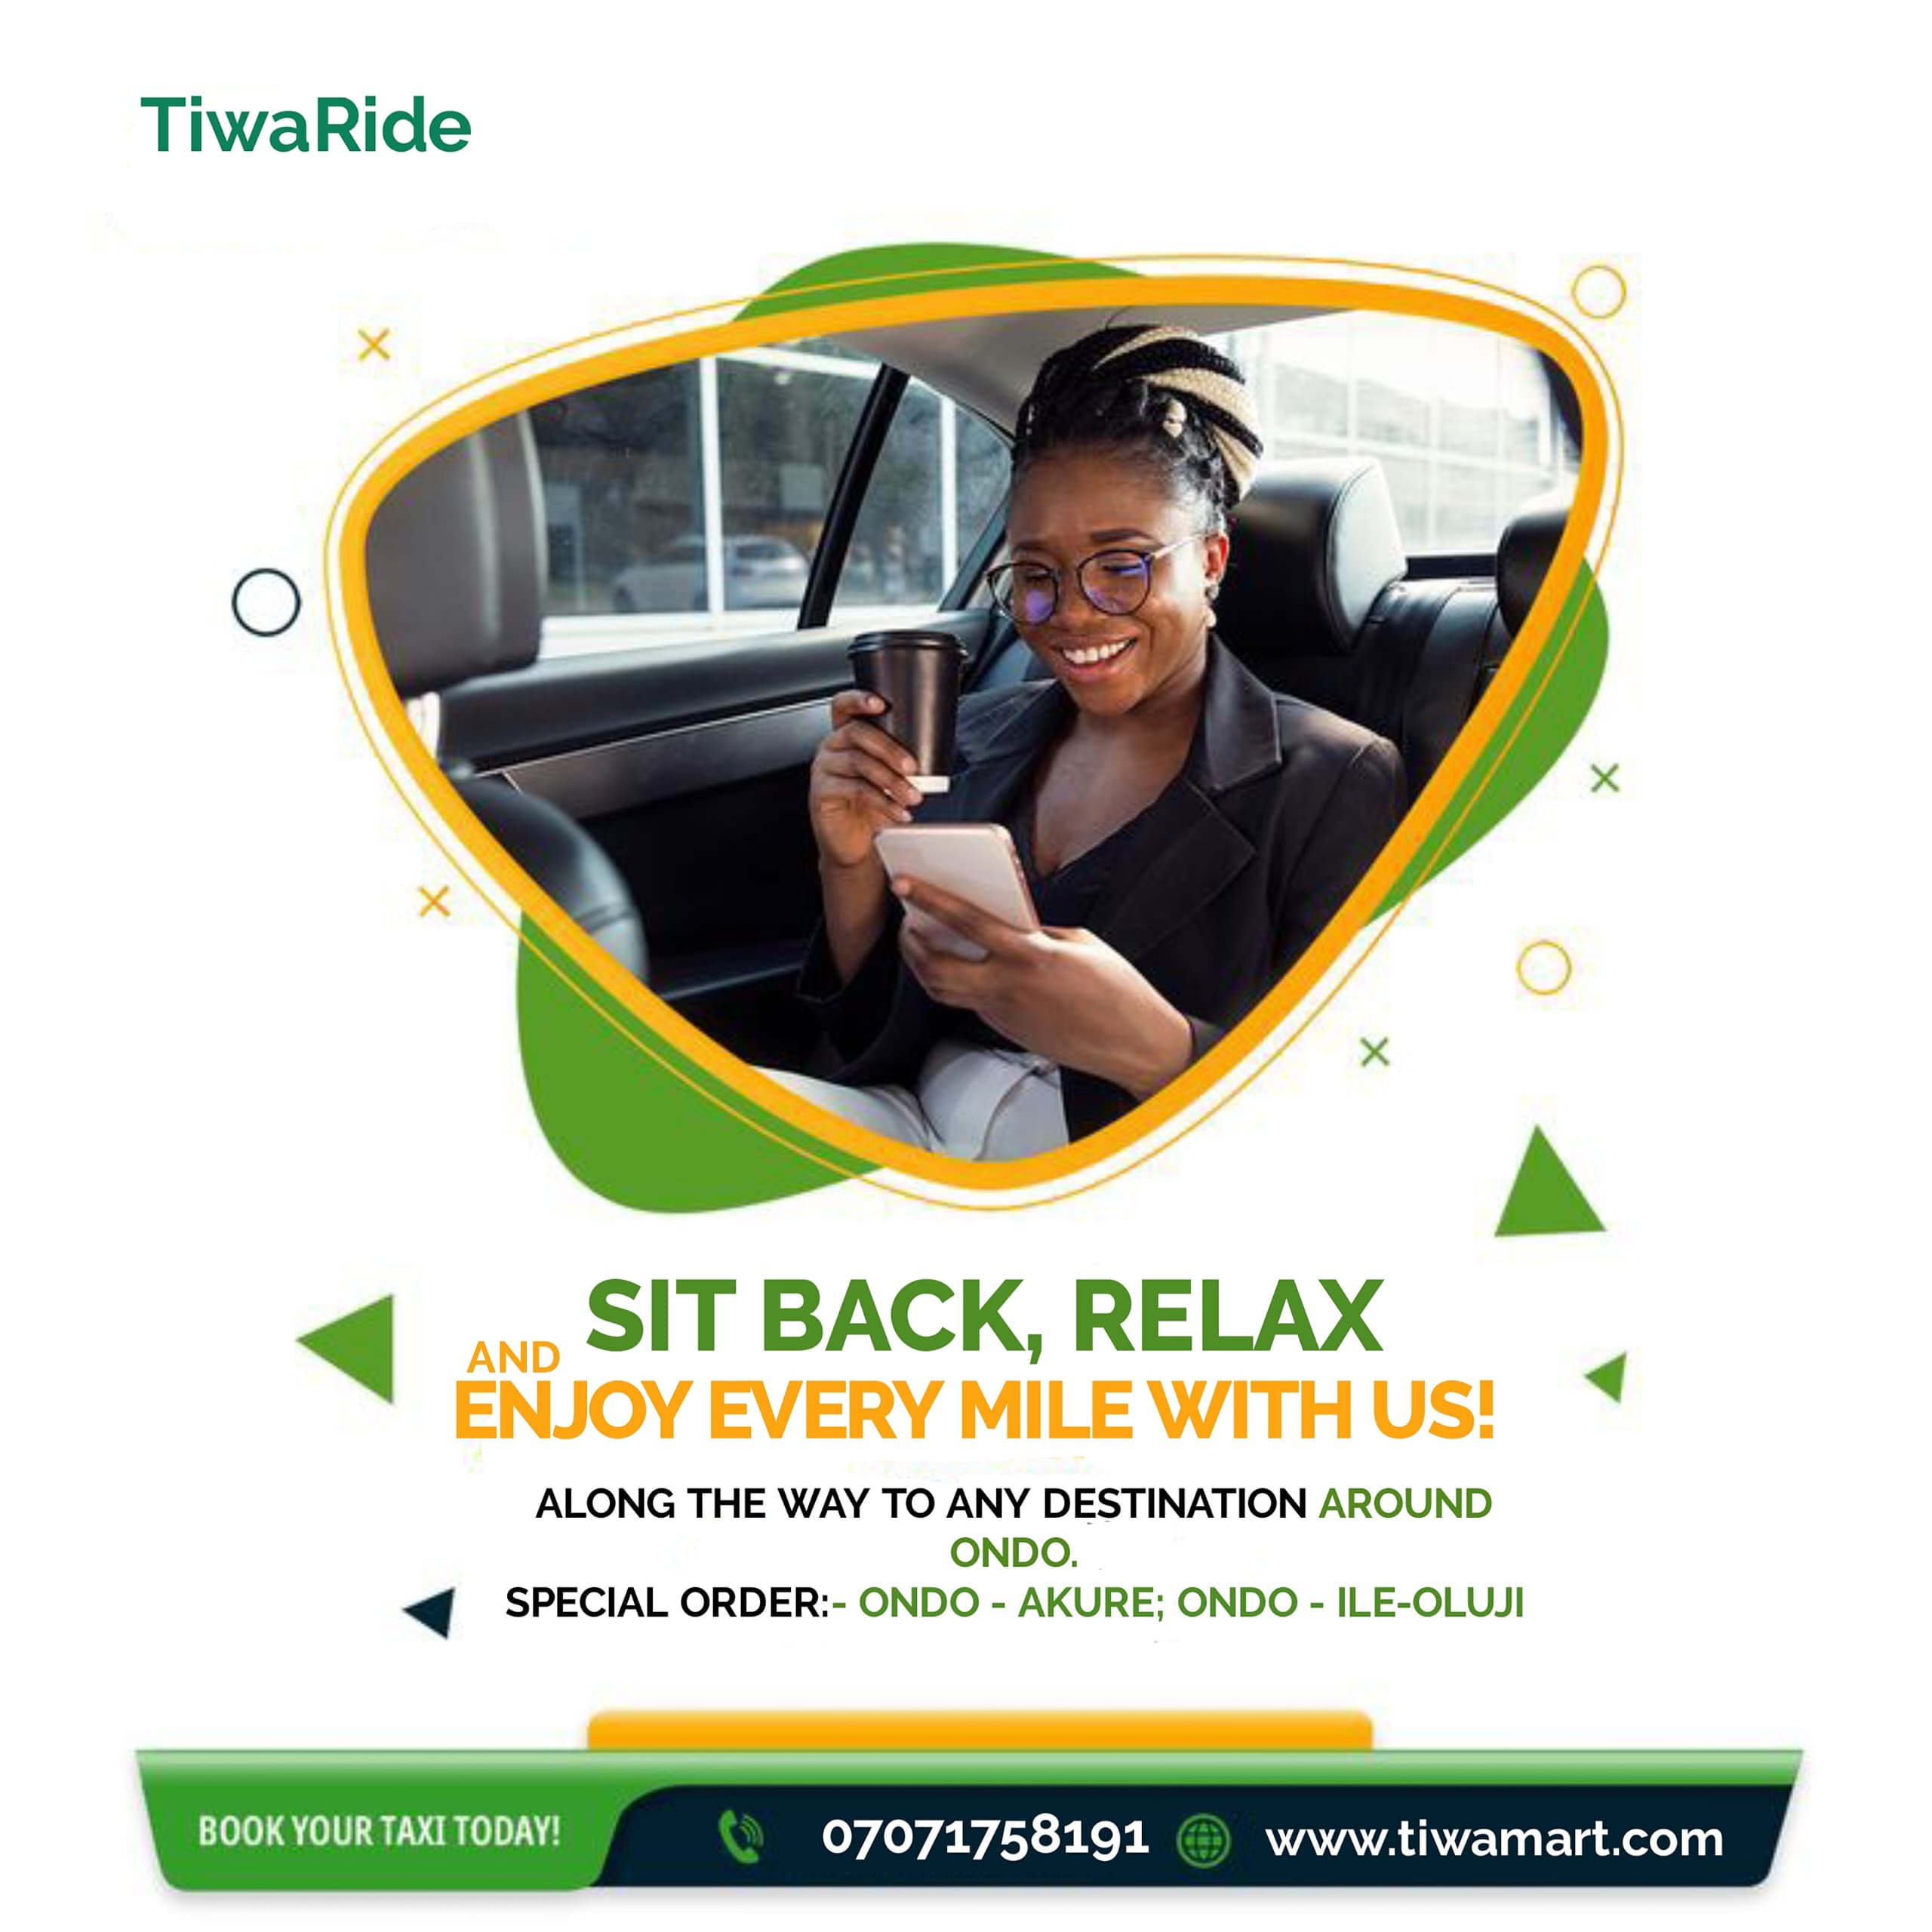 TiwaRide
SIT BACK, RELAX
AND
ENJOY EVERY MILE WITH US!
ALONG THE WAY TO ANY DESTINATION AROUND
ONDO.
SPECIAL ORDER:- ONDO - AKURE; ONDO - ILE-OLUJI
BOOK YOUR TAXI TODAY!
07071758191
www.tiwamart.com